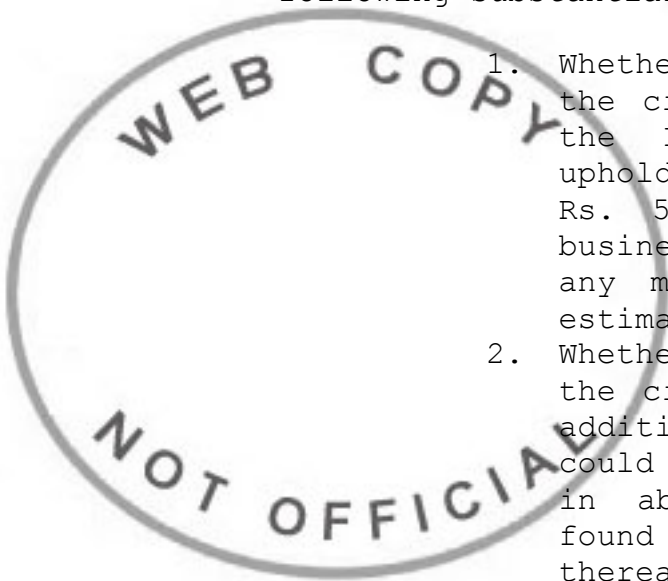 following Substantial
WEB COPY
NOT OFFICIAL
1. Whether
the ci
the
uphold
Rs. 5
busine
any m
estima
2. Whether
the ci
additi
could
in ab
found
therea